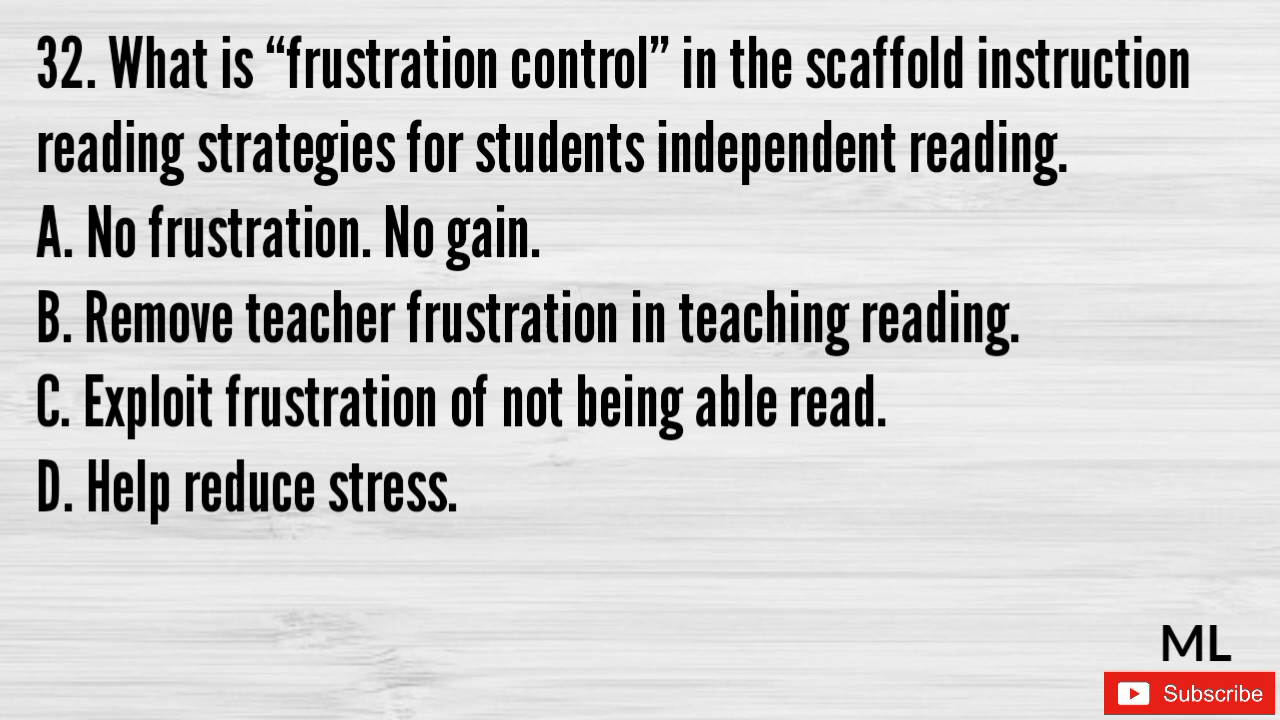 32. What is “frustration control” in the scaffold instruction
reading strategies for students independent reading.
A. No frustration. No gain.
B. Remove teacher frustration in teaching reading.
C. Exploit frustration of not being able read.
D. Help reduce stress.
ML
Subscribe